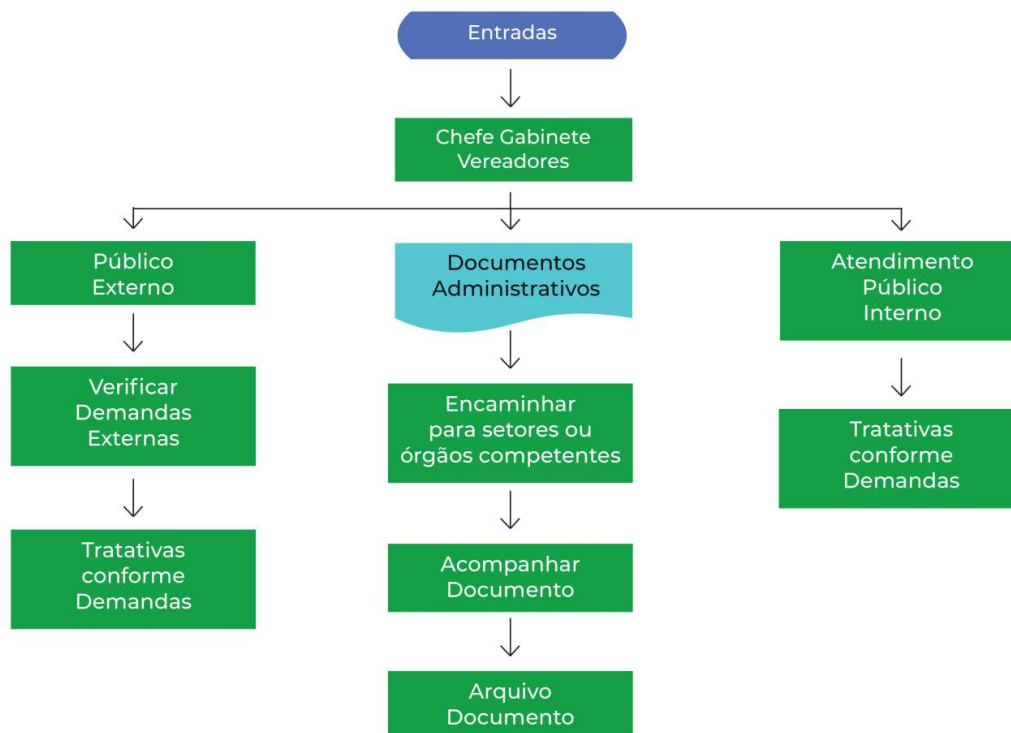 Entradas
Chefe Gabinete
Vereadores
Público
Externo
Verificar
Demandas
Externas
Tratativas
conforme
Demandas
Documentos
Administrativos
Encaminhar
para setores ou
órgãos competentes
Acompanhar
Documento
Arquivo
Documento
Atendimento
Público
Interno
Tratativas
conforme
Demandas